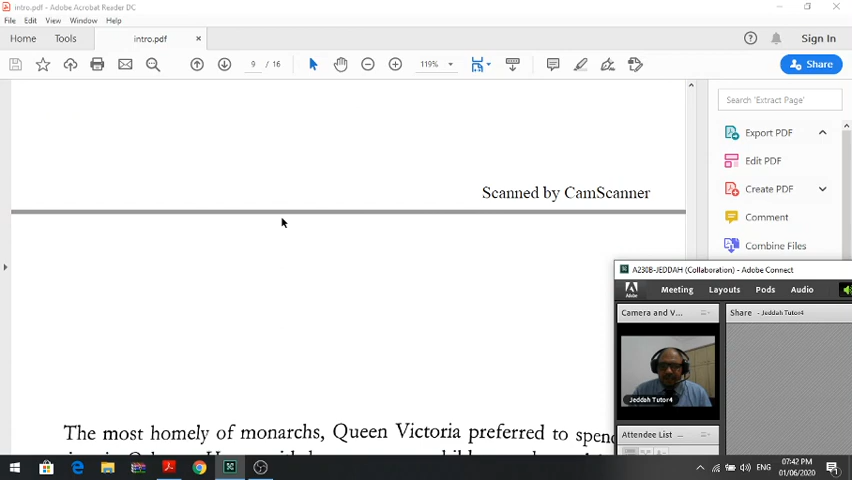 intro.pdf - Adobe Acrobat Reader DC
File Edit View Window Help
Home Tools intro.pdf × Sign In
9 / 16 119% Share
Search 'Extract Page'
Export PDF
Edit PDF
Create PDF
Comment
Combine Files
Scanned by CamScanner
A230B-JEDDAH (Collaboration) - Adobe Connect
Adobe Meeting Layouts Pods Audio
Camera and V... Share - Jeddah Tutor4
Jeddah Tutor4
Attendee List
The most homely of monarchs, Queen Victoria preferred to spend
ENG 07:42 PM
01/06/2020